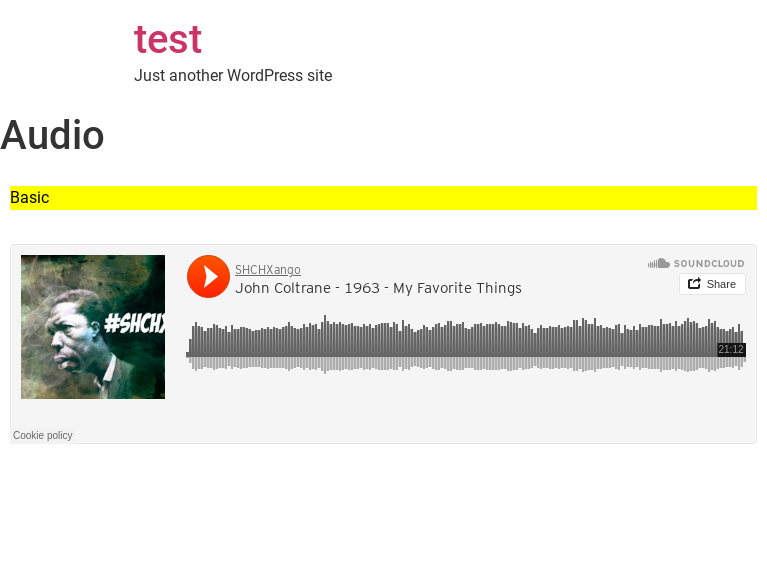 test
Just another WordPress site
Audio
Basic
SHCHXango
John Coltrane - 1963 - My Favorite Things
SOUNDCLOUD
Share
#SHCHX
21:12
Cookie policy